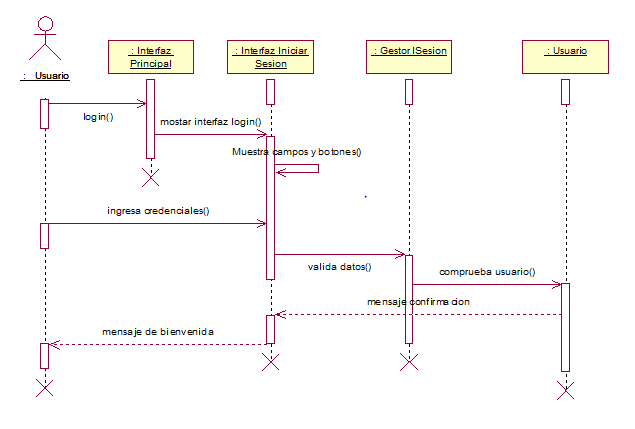 : Interfaz
Principal
: Interfaz Iniciar
Sesion
: Gestor ISesion
: Usuario
: Usuario
login()
mostar interfaz login()
Muestra campos y botones()
ingresa credenciales()
valida datos()
comprueba usuario()
mensaje confirmacion
mensaje de bienvenida